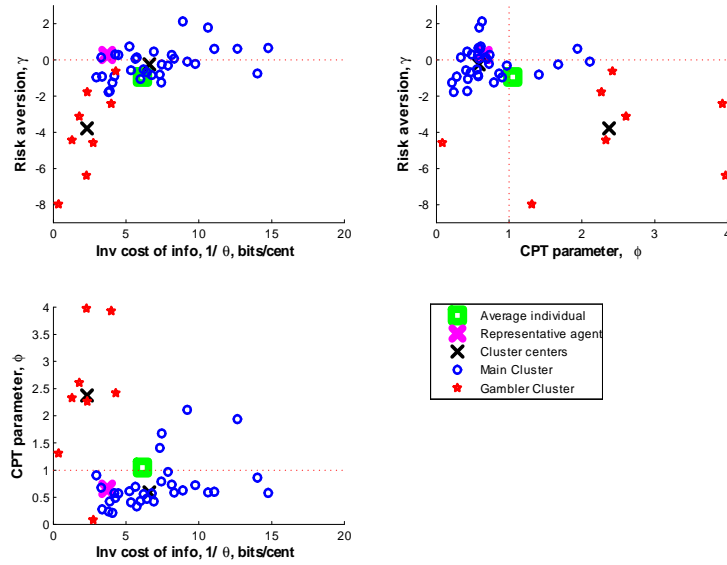 2
0
-2
-4
-6
-8
Risk aversion, γ
0 5 10 15 20
Inv cost of info, 1/ θ, bits/cent
2
0
-2
-4
-6
-8
Risk aversion, γ
0 1 2 3 4
CPT parameter, ϕ
4
3.5
3
2.5
2
1.5
1
0.5
0
CPT parameter, ϕ
0 5 10 15 20
Inv cost of info, 1/ θ, bits/cent
Average individual
Representative agent
Cluster centers
Main Cluster
Gambler Cluster